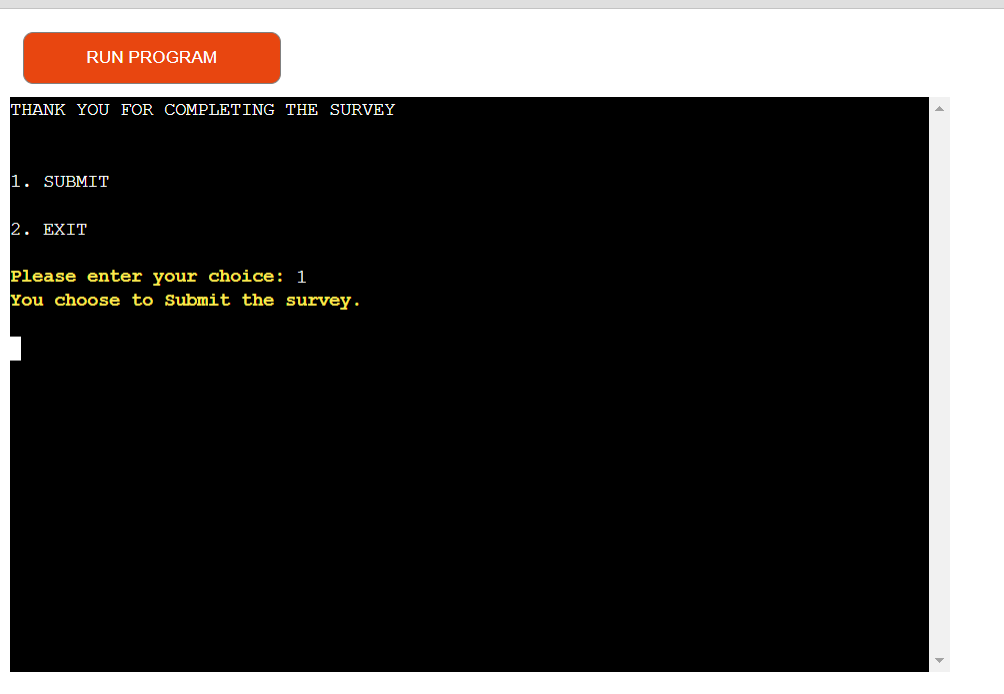 RUN PROGRAM
THANK YOU FOR COMPLETING THE SURVEY
1. SUBMIT
2. EXIT
Please enter your choice: 1
You choose to Submit the survey.